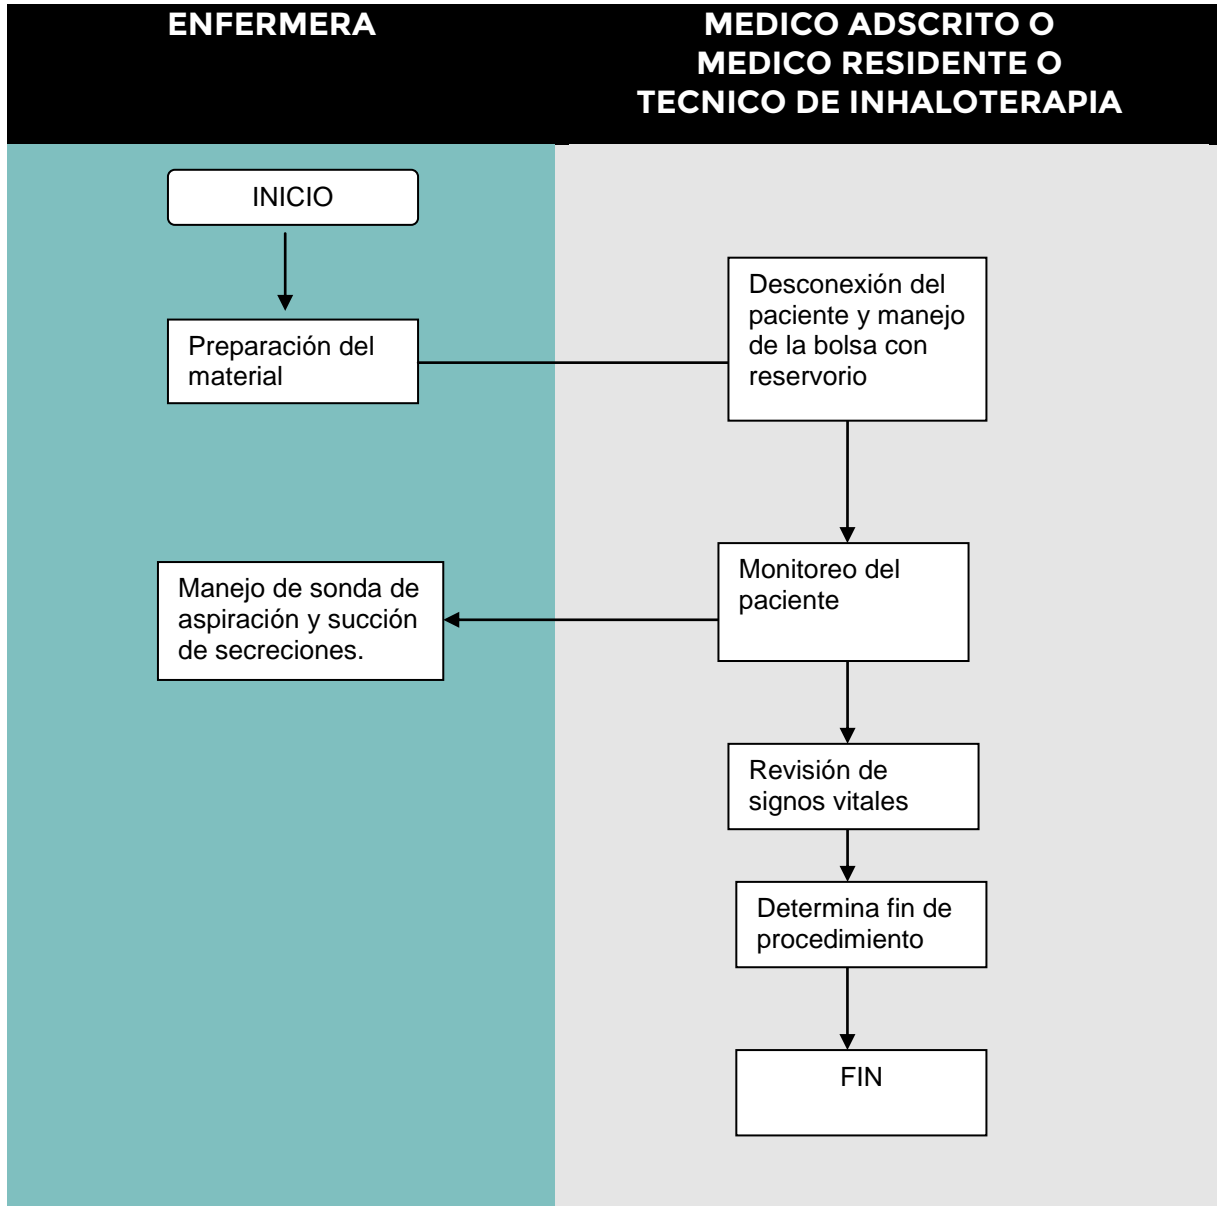 ENFERMERA
MEDICO ADSCRITO O
MEDICO RESIDENTE O
TECNICO DE INHALOTERAPIA
INICIO
Preparación del
material
Desconexión del
paciente y manejo
de la bolsa con
reservorio
Monitoreo del
paciente
Manejo de sonda de
aspiración y succión
de secreciones.
Revisión de
signos vitales
Determina fin de
procedimiento
FIN